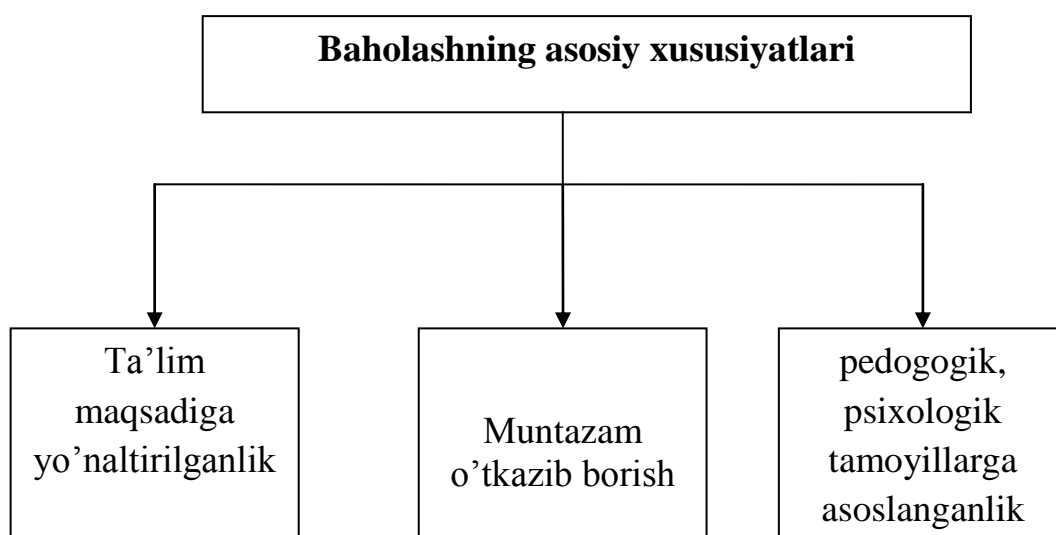 Baholashning asosiy xususiyatlari
Ta’lim
maqsadiga
yo’naltirilganlik
Muntazam
o’tkazib borish
pedogogik,
psixologik
tamoyillarga
asoslanganlik